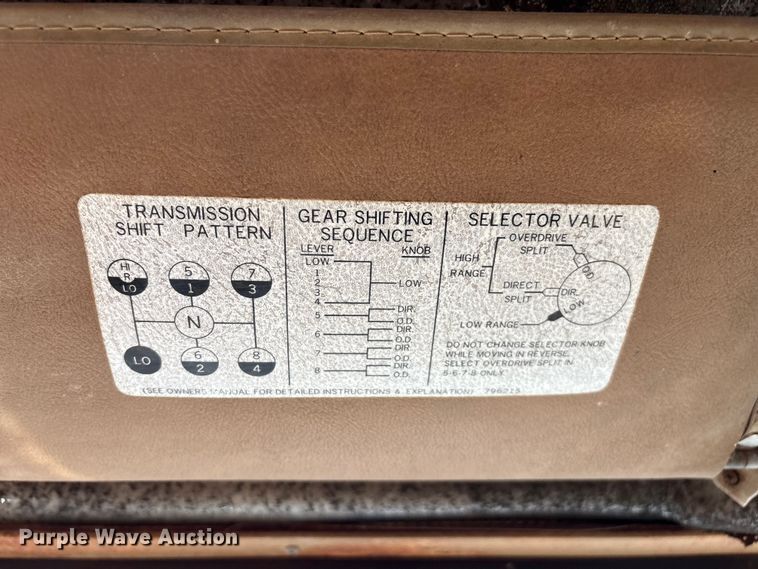 TRANSMISSION
SHIFT PATTERN
HI
R
LO
5
1
7
3
N
LO
6
2
8
4
GEAR SHIFTING
SEQUENCE
LEVER KNOB
LOW
1
2
3
4
LOW
5
DIR.
O.D.
6
DIR.
O.D
7
DIR.
O.D.
8
DIR.
O.D.
SELECTOR VALVE
OVERDRIVE
SPLIT
HIGH
RANGE
DIRECT
SPLIT
LOW RANGE
O.D.
DIR.
LOW
DO NOT CHANGE SELECTOR KNOB
WHILE MOVING IN REVERSE.
SELECT OVERDRIVE SPLIT IN
5-6-7-8 ONLY.
(SEE OWNERS MANUAL FOR DETAILED INSTRUCTIONS & EXPLANATION) 796215
Purple Wave Auction